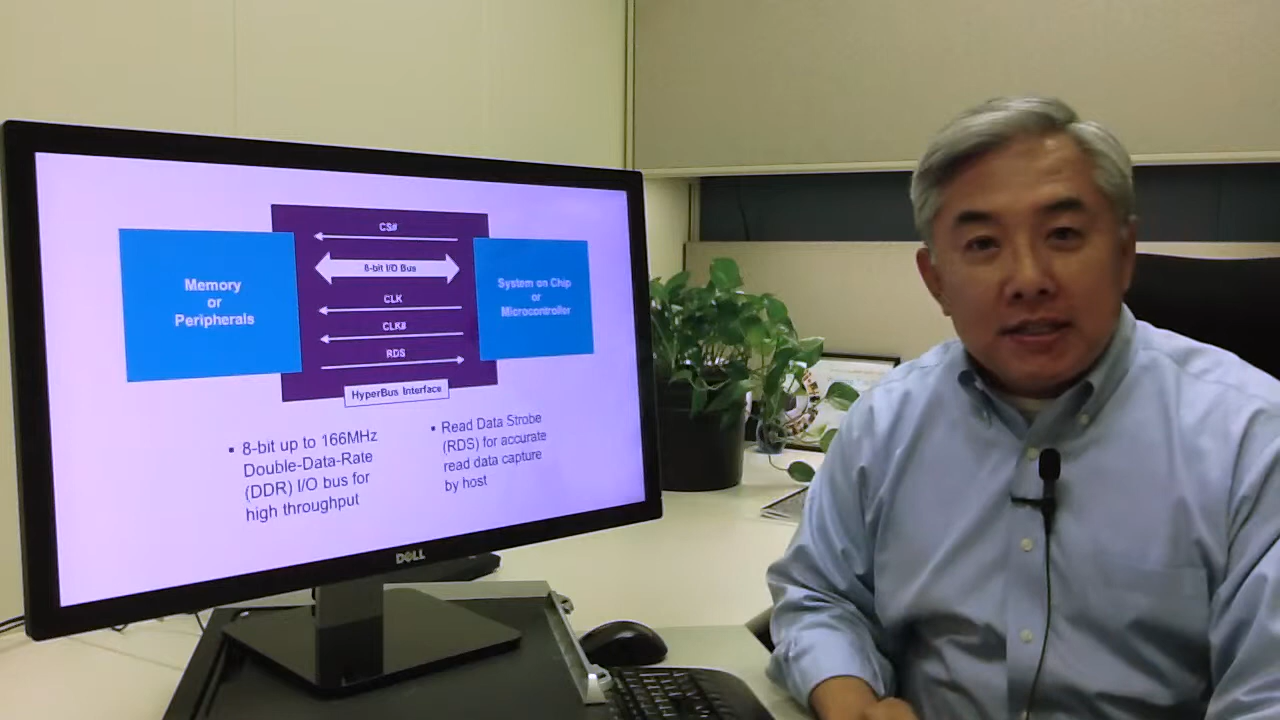 CS#
8-bit I/O Bus
CLK
CLK#
RDS
Memory
or
Peripherals
System on Chip
or
Microcontroller
HyperBus Interface
▪ 8-bit up to 166MHz
Double-Data-Rate
(DDR) I/O bus for
high throughput
▪ Read Data Strobe
(RDS) for accurate
read data capture
by host
DELL